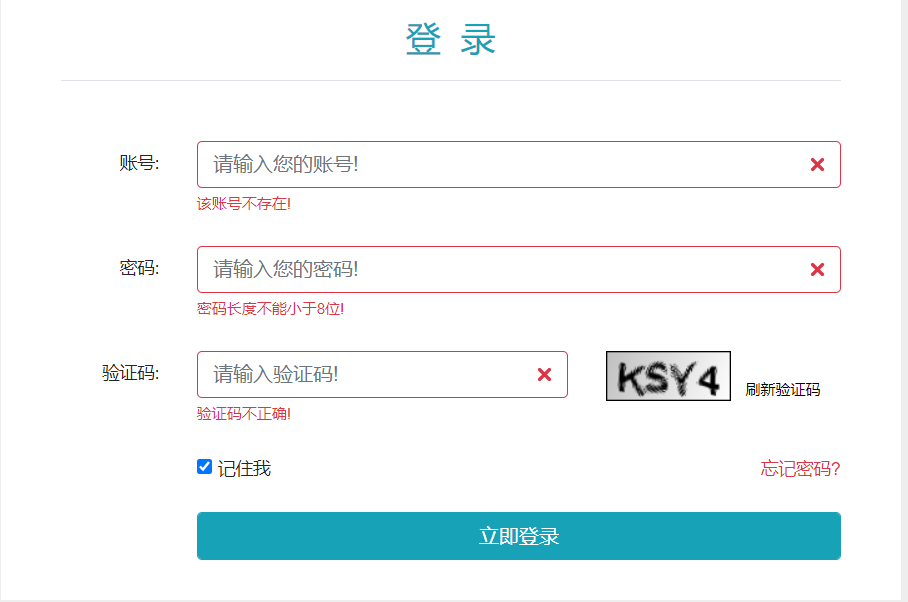 登 录
账号:
请输入您的账号!
该账号不存在!
密码:
请输入您的密码!
密码长度不能小于8位!
验证码:
请输入验证码!
KSY4
刷新验证码
验证码不正确!
记住我
忘记密码?
立即登录